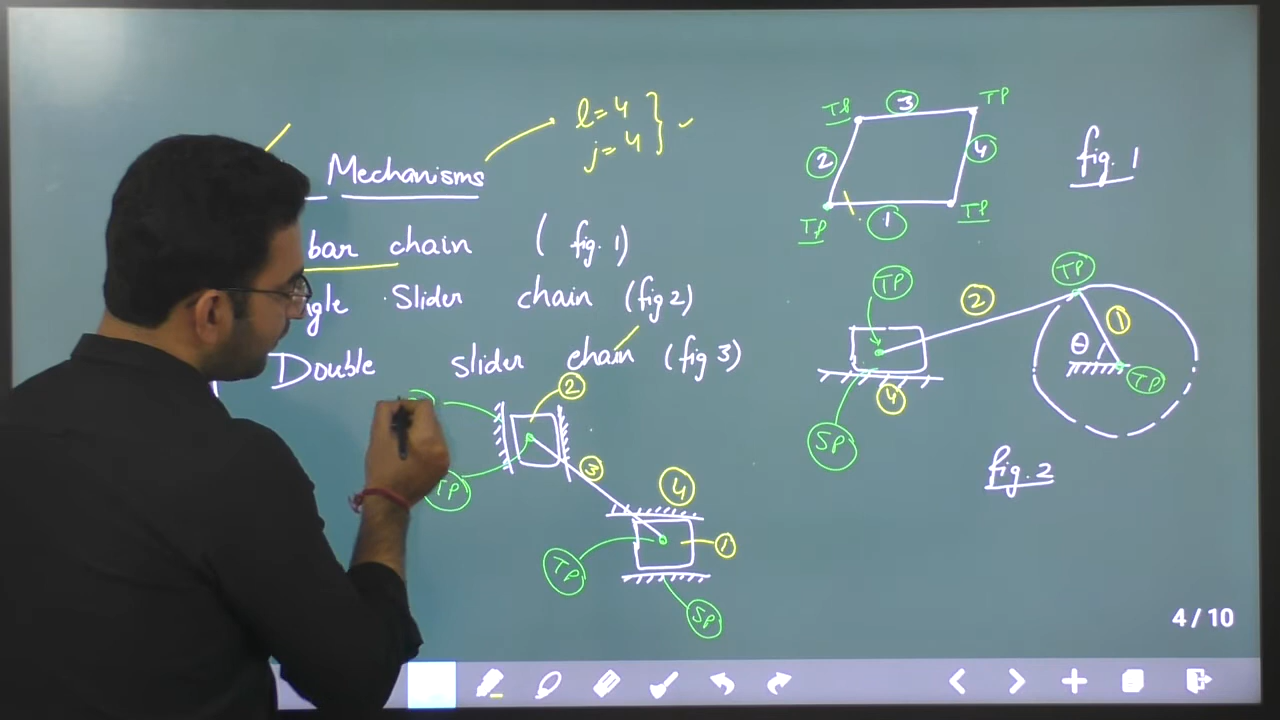 Mechanisms
l=4
j=4
bar chain (fig. 1)
Slider chain (fig 2)
Double slider chain (fig 3)
TP 3 TP
2 4
TP 1 TP
fig. 1
TP 2 TP
1
θ
TP
4
SP
fig. 2
2
TP
3
4
1
TP
SP
4 / 10